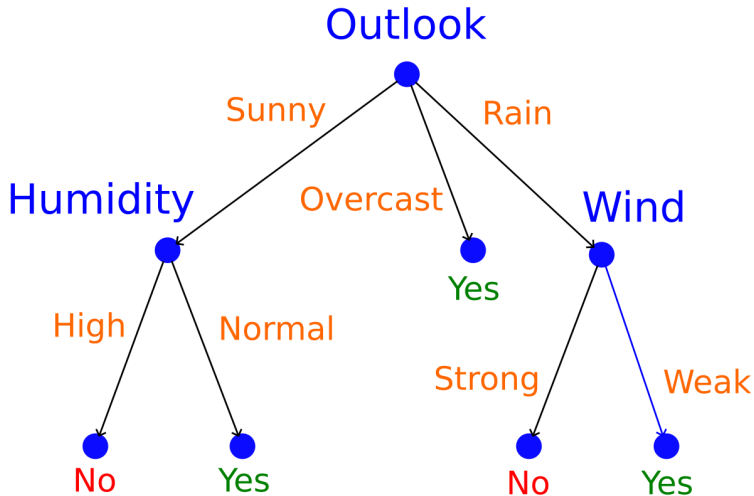 Outlook
Sunny
Rain
Humidity
Overcast
Wind
Yes
High
Normal
Strong
Weak
No
Yes
No
Yes